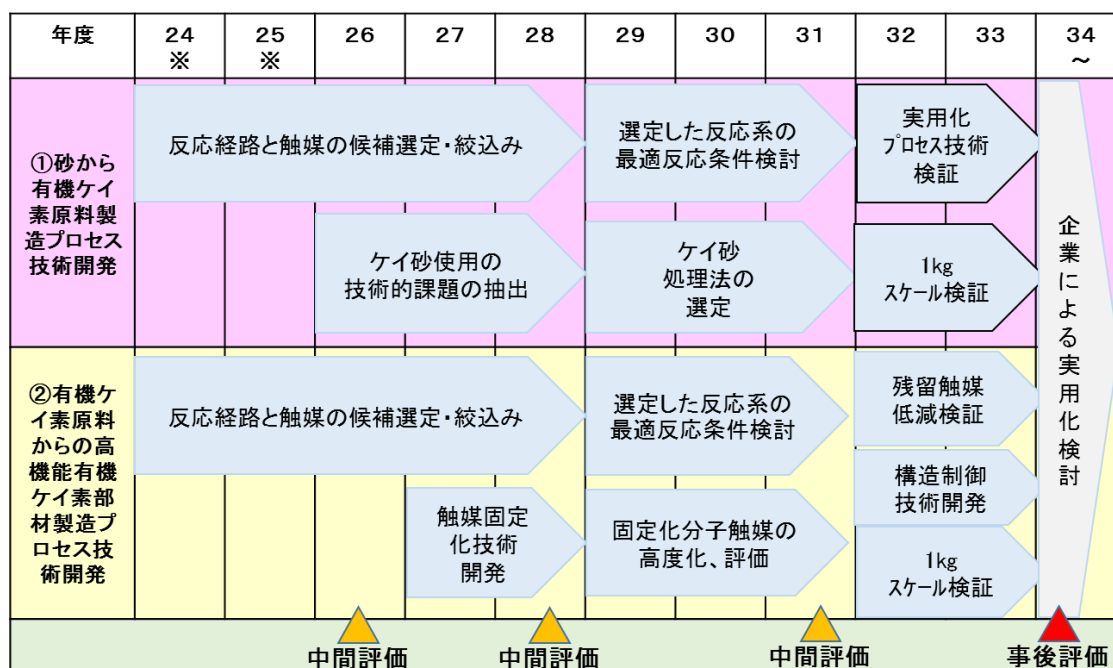 年度 24 25 26 27 28 29 30 31 32 33 34
※ ※ ～
①砂から
有機ケイ
素原料製
造プロセス
技術開発
反応経路と触媒の候補選定・絞込み
選定した反応系の
最適反応条件検討
実用化
プロセス技術
検証
ケイ砂使用の
技術的課題の抽出
ケイ砂
処理法の
選定
1kg
スケール検証
②有機ケ
イ素原料
からの高
機能有機
ケイ素部
材製造プ
ロセス技
術開発
反応経路と触媒の候補選定・絞込み
選定した反応系の
最適反応条件検討
残留触媒
低減検証
構造制御
技術開発
触媒固定
化技術
開発
固定化分子触媒の
高度化、評価
1kg
スケール検証
企業による実用化検討
中間評価 中間評価 中間評価 事後評価